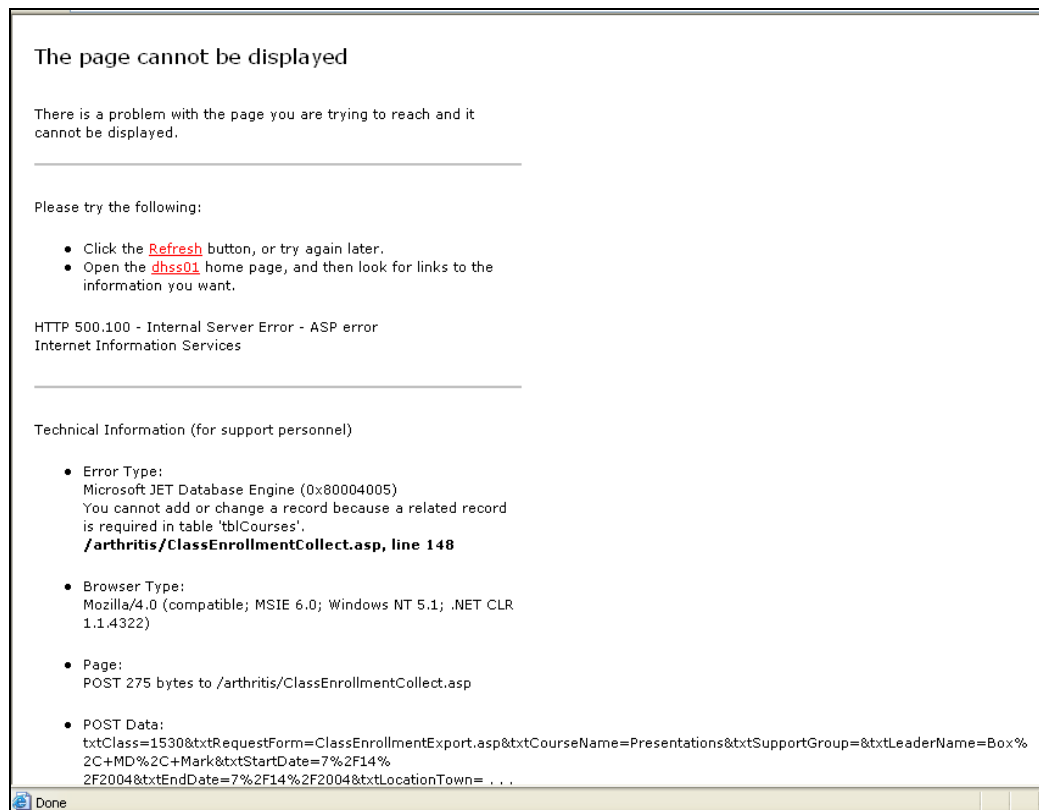 The page cannot be displayed
There is a problem with the page you are trying to reach and it
cannot be displayed.
Please try the following:
• Click the Refresh button, or try again later.
• Open the dhss01 home page, and then look for links to the
information you want.
HTTP 500.100 - Internal Server Error - ASP error
Internet Information Services
Technical Information (for support personnel)
• Error Type:
Microsoft JET Database Engine (0x80004005)
You cannot add or change a record because a related record
is required in table 'tblCourses'.
/arthritis/ClassEnrollmentCollect.asp, line 148
• Browser Type:
Mozilla/4.0 (compatible; MSIE 6.0; Windows NT 5.1; .NET CLR
1.1.4322)
• Page:
POST 275 bytes to /arthritis/ClassEnrollmentCollect.asp
• POST Data:
txtClass=1530&txtRequestForm=ClassEnrollmentExport.asp&txtCourseName=Presentations&txtSupportGroup=&txtLeaderName=Box%
2C+MD%2C+Mark&txtStartDate=7%2F14%
2F2004&txtEndDate=7%2F14%2F2004&txtLocationTown= . . .
Done